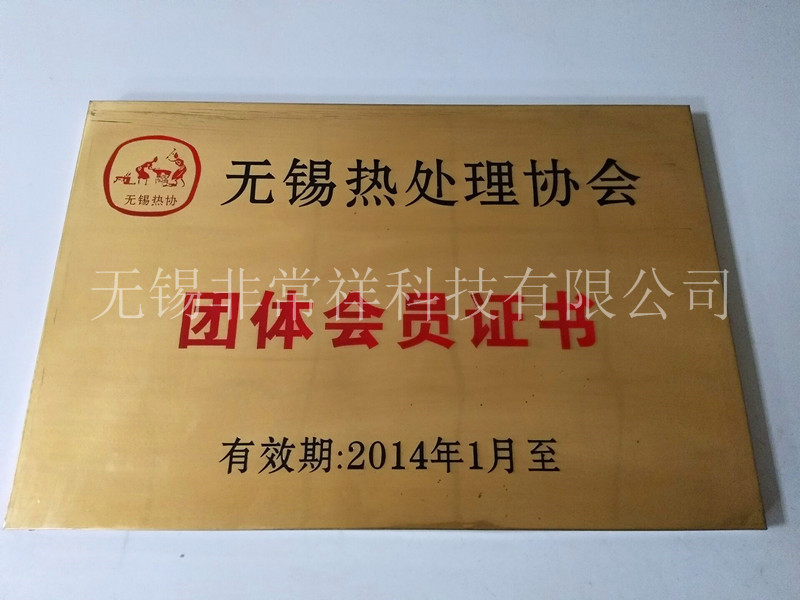 无锡热处理协会
无锡热协
无锡非常祥科技有限公司
团体会员证书
有效期:2014年1月至